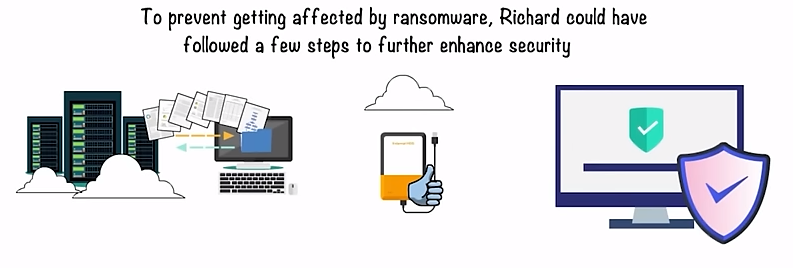 To prevent getting affected by ransomware, Richard could have
followed a few steps to further enhance security